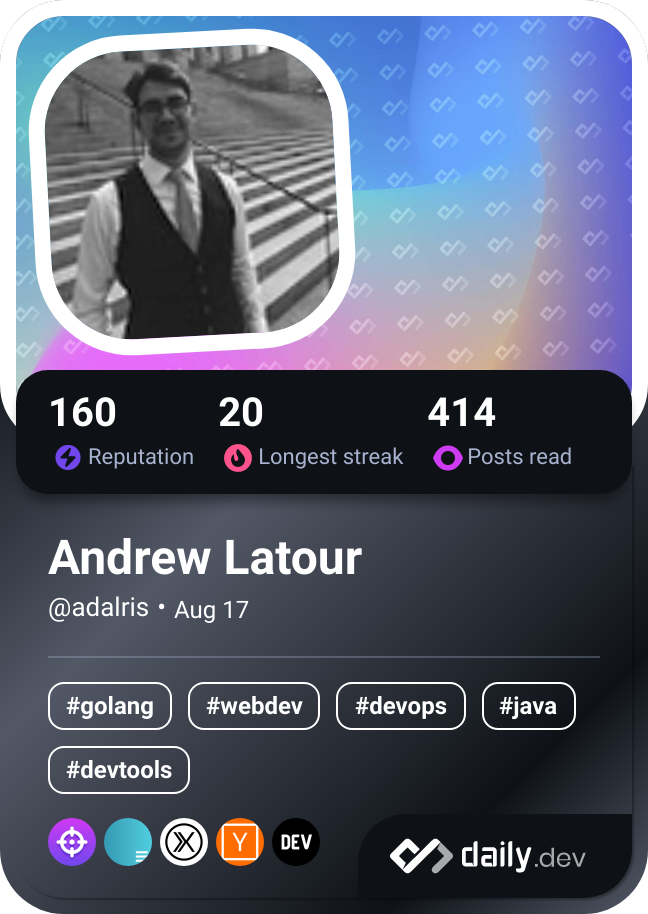 160 20 414
Reputation Longest streak Posts read
Andrew Latour
@adalris • Aug 17
#golang #webdev #devops #java
#devtools
Y DEV
daily.dev